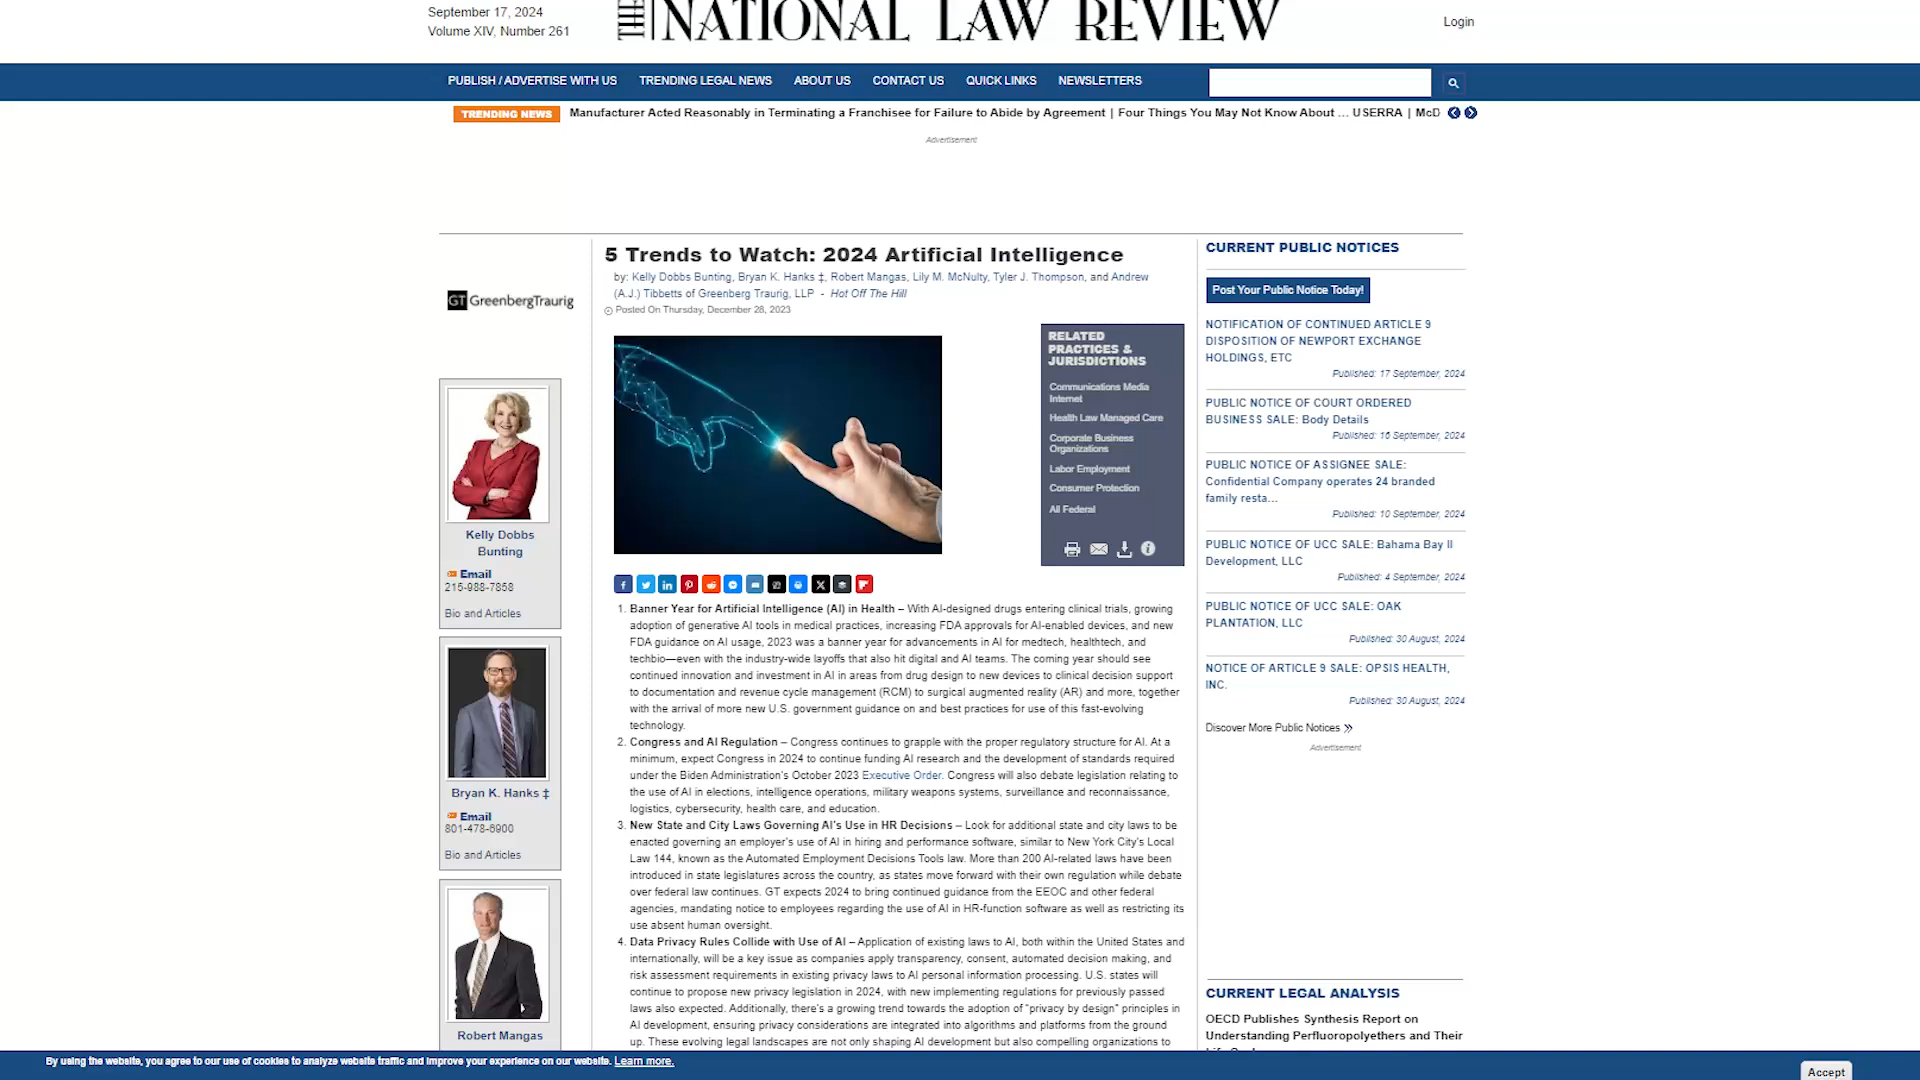 September 17, 2024
Volume XIV, Number 261
THE NATIONAL LAW REVIEW
Login
PUBLISH / ADVERTISE WITH US TRENDING LEGAL NEWS ABOUT US CONTACT US QUICK LINKS NEWSLETTERS
TRENDING NEWS Manufacturer Acted Reasonably in Terminating a Franchisee for Failure to Abide by Agreement | Four Things You May Not Know About ... USERRA | McD
Advertisement
GT GreenbergTraurig
Kelly Dobbs
Bunting
Email
215-988-7858
Bio and Articles
Bryan K. Hanks ‡
Email
801-478-6900
Bio and Articles
Robert Mangas
5 Trends to Watch: 2024 Artificial Intelligence
by: Kelly Dobbs Bunting, Bryan K. Hanks ‡, Robert Mangas, Lily M. McNulty, Tyler J. Thompson, and Andrew
(A.J.) Tibbetts of Greenberg Traurig, LLP - Hot Off The Hill
Posted On Thursday, December 28, 2023
RELATED
PRACTICES &
JURISDICTIONS
Communications Media
Internet
Health Law Managed Care
Corporate Business
Organizations
Labor Employment
Consumer Protection
All Federal
1. Banner Year for Artificial Intelligence (AI) in Health – With AI-designed drugs entering clinical trials, growing
adoption of generative AI tools in medical practices, increasing FDA approvals for AI-enabled devices, and new
FDA guidance on AI usage, 2023 was a banner year for advancements in AI for medtech, healthtech, and
techbio—even with the industry-wide layoffs that also hit digital and AI teams. The coming year should see
continued innovation and investment in AI in areas from drug design to new devices to clinical decision support
to documentation and revenue cycle management (RCM) to surgical augmented reality (AR) and more, together
with the arrival of more new U.S. government guidance on and best practices for use of this fast-evolving
technology.
2. Congress and AI Regulation – Congress continues to grapple with the proper regulatory structure for AI. At a
minimum, expect Congress in 2024 to continue funding AI research and the development of standards required
under the Biden Administration's October 2023 Executive Order. Congress will also debate legislation relating to
the use of AI in elections, intelligence operations, military weapons systems, surveillance and reconnaissance,
logistics, cybersecurity, health care, and education.
3. New State and City Laws Governing AI's Use in HR Decisions – Look for additional state and city laws to be
enacted governing an employer's use of AI in hiring and performance software, similar to New York City's Local
Law 144, known as the Automated Employment Decisions Tools law. More than 200 AI-related laws have been
introduced in state legislatures across the country, as states move forward with their own regulation while debate
over federal law continues. GT expects 2024 to bring continued guidance from the EEOC and other federal
agencies, mandating notice to employees regarding the use of AI in HR-function software as well as restricting its
use absent human oversight.
4. Data Privacy Rules Collide with Use of AI – Application of existing laws to AI, both within the United States and
internationally, will be a key issue as companies apply transparency, consent, automated decision making, and
risk assessment requirements in existing privacy laws to AI personal information processing. U.S. states will
continue to propose new privacy legislation in 2024, with new implementing regulations for previously passed
laws also expected. Additionally, there's a growing trend towards the adoption of "privacy by design" principles in
AI development, ensuring privacy considerations are integrated into algorithms and platforms from the ground
up. These evolving legal landscapes are not only shaping AI development but also compelling organizations to
CURRENT PUBLIC NOTICES
Post Your Public Notice Today!
NOTIFICATION OF CONTINUED ARTICLE 9
DISPOSITION OF NEWPORT EXCHANGE
HOLDINGS, ETC
Published: 17 September, 2024
PUBLIC NOTICE OF COURT ORDERED
BUSINESS SALE: Body Details
Published: 16 September, 2024
PUBLIC NOTICE OF ASSIGNEE SALE:
Confidential Company operates 24 branded
family resta...
Published: 10 September, 2024
PUBLIC NOTICE OF UCC SALE: Bahama Bay II
Development, LLC
Published: 4 September, 2024
PUBLIC NOTICE OF UCC SALE: OAK
PLANTATION, LLC
Published: 30 August, 2024
NOTICE OF ARTICLE 9 SALE: OPSIS HEALTH,
INC.
Published: 30 August, 2024
Discover More Public Notices
Advertisement
CURRENT LEGAL ANALYSIS
OECD Publishes Synthesis Report on
Understanding Perfluoropolyethers and Their
By using the website, you agree to our use of cookies to analyze website traffic and improve your experience on our website. Learn more.
Accept